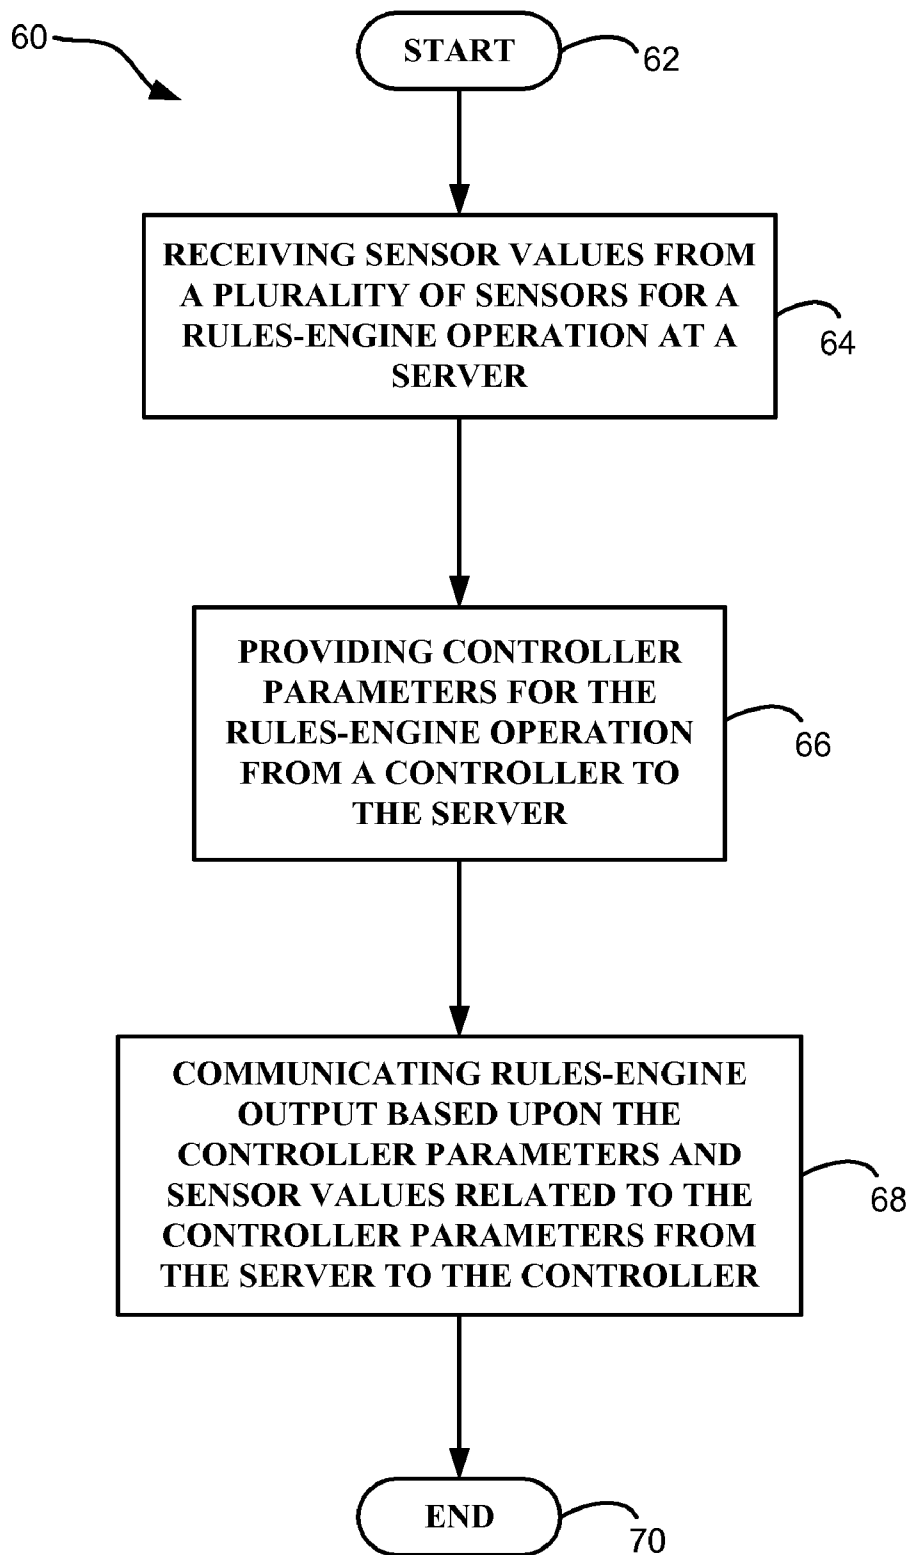 60
START
62
RECEIVING SENSOR VALUES FROM
A PLURALITY OF SENSORS FOR A
RULES-ENGINE OPERATION AT A
SERVER
64
PROVIDING CONTROLLER
PARAMETERS FOR THE
RULES-ENGINE OPERATION
FROM A CONTROLLER TO
THE SERVER
66
COMMUNICATING RULES-ENGINE
OUTPUT BASED UPON THE
CONTROLLER PARAMETERS AND
SENSOR VALUES RELATED TO THE
CONTROLLER PARAMETERS FROM
THE SERVER TO THE CONTROLLER
68
END
70